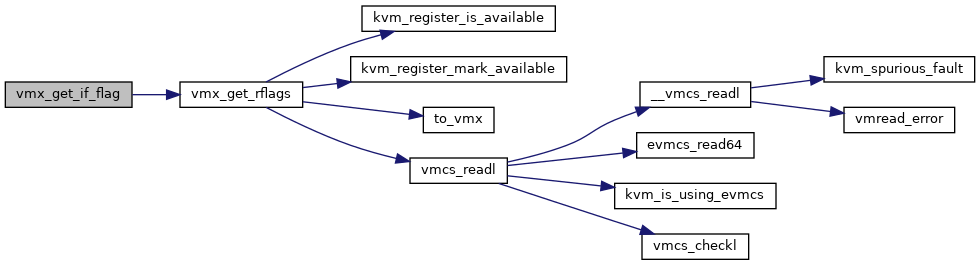 vmx_get_if_flag
vmx_get_rflags
kvm_register_is_available
kvm_register_mark_available
to_vmx
vmcs_readl
__vmcs_readl
evmcs_read64
kvm_is_using_evmcs
vmcs_checkl
kvm_spurious_fault
vmread_error